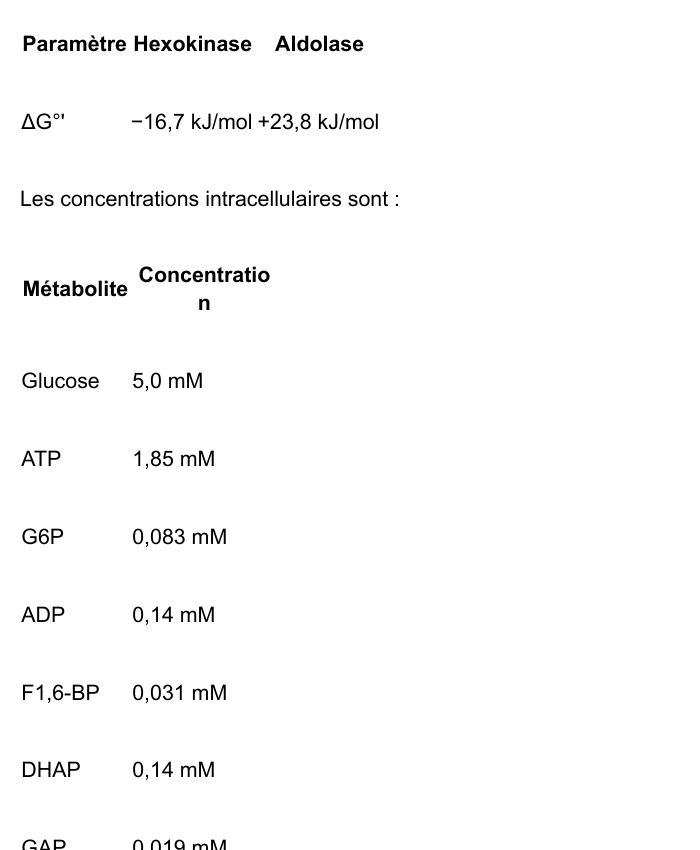 Paramètre Hexokinase Aldolase
ΔG°' −16,7 kJ/mol +23,8 kJ/mol
Les concentrations intracellulaires sont :
Métabolite Concentratio
n
Glucose 5,0 mM
ATP 1,85 mM
G6P 0,083 mM
ADP 0,14 mM
F1,6-BP 0,031 mM
DHAP 0,14 mM
GAP 0,019 mM